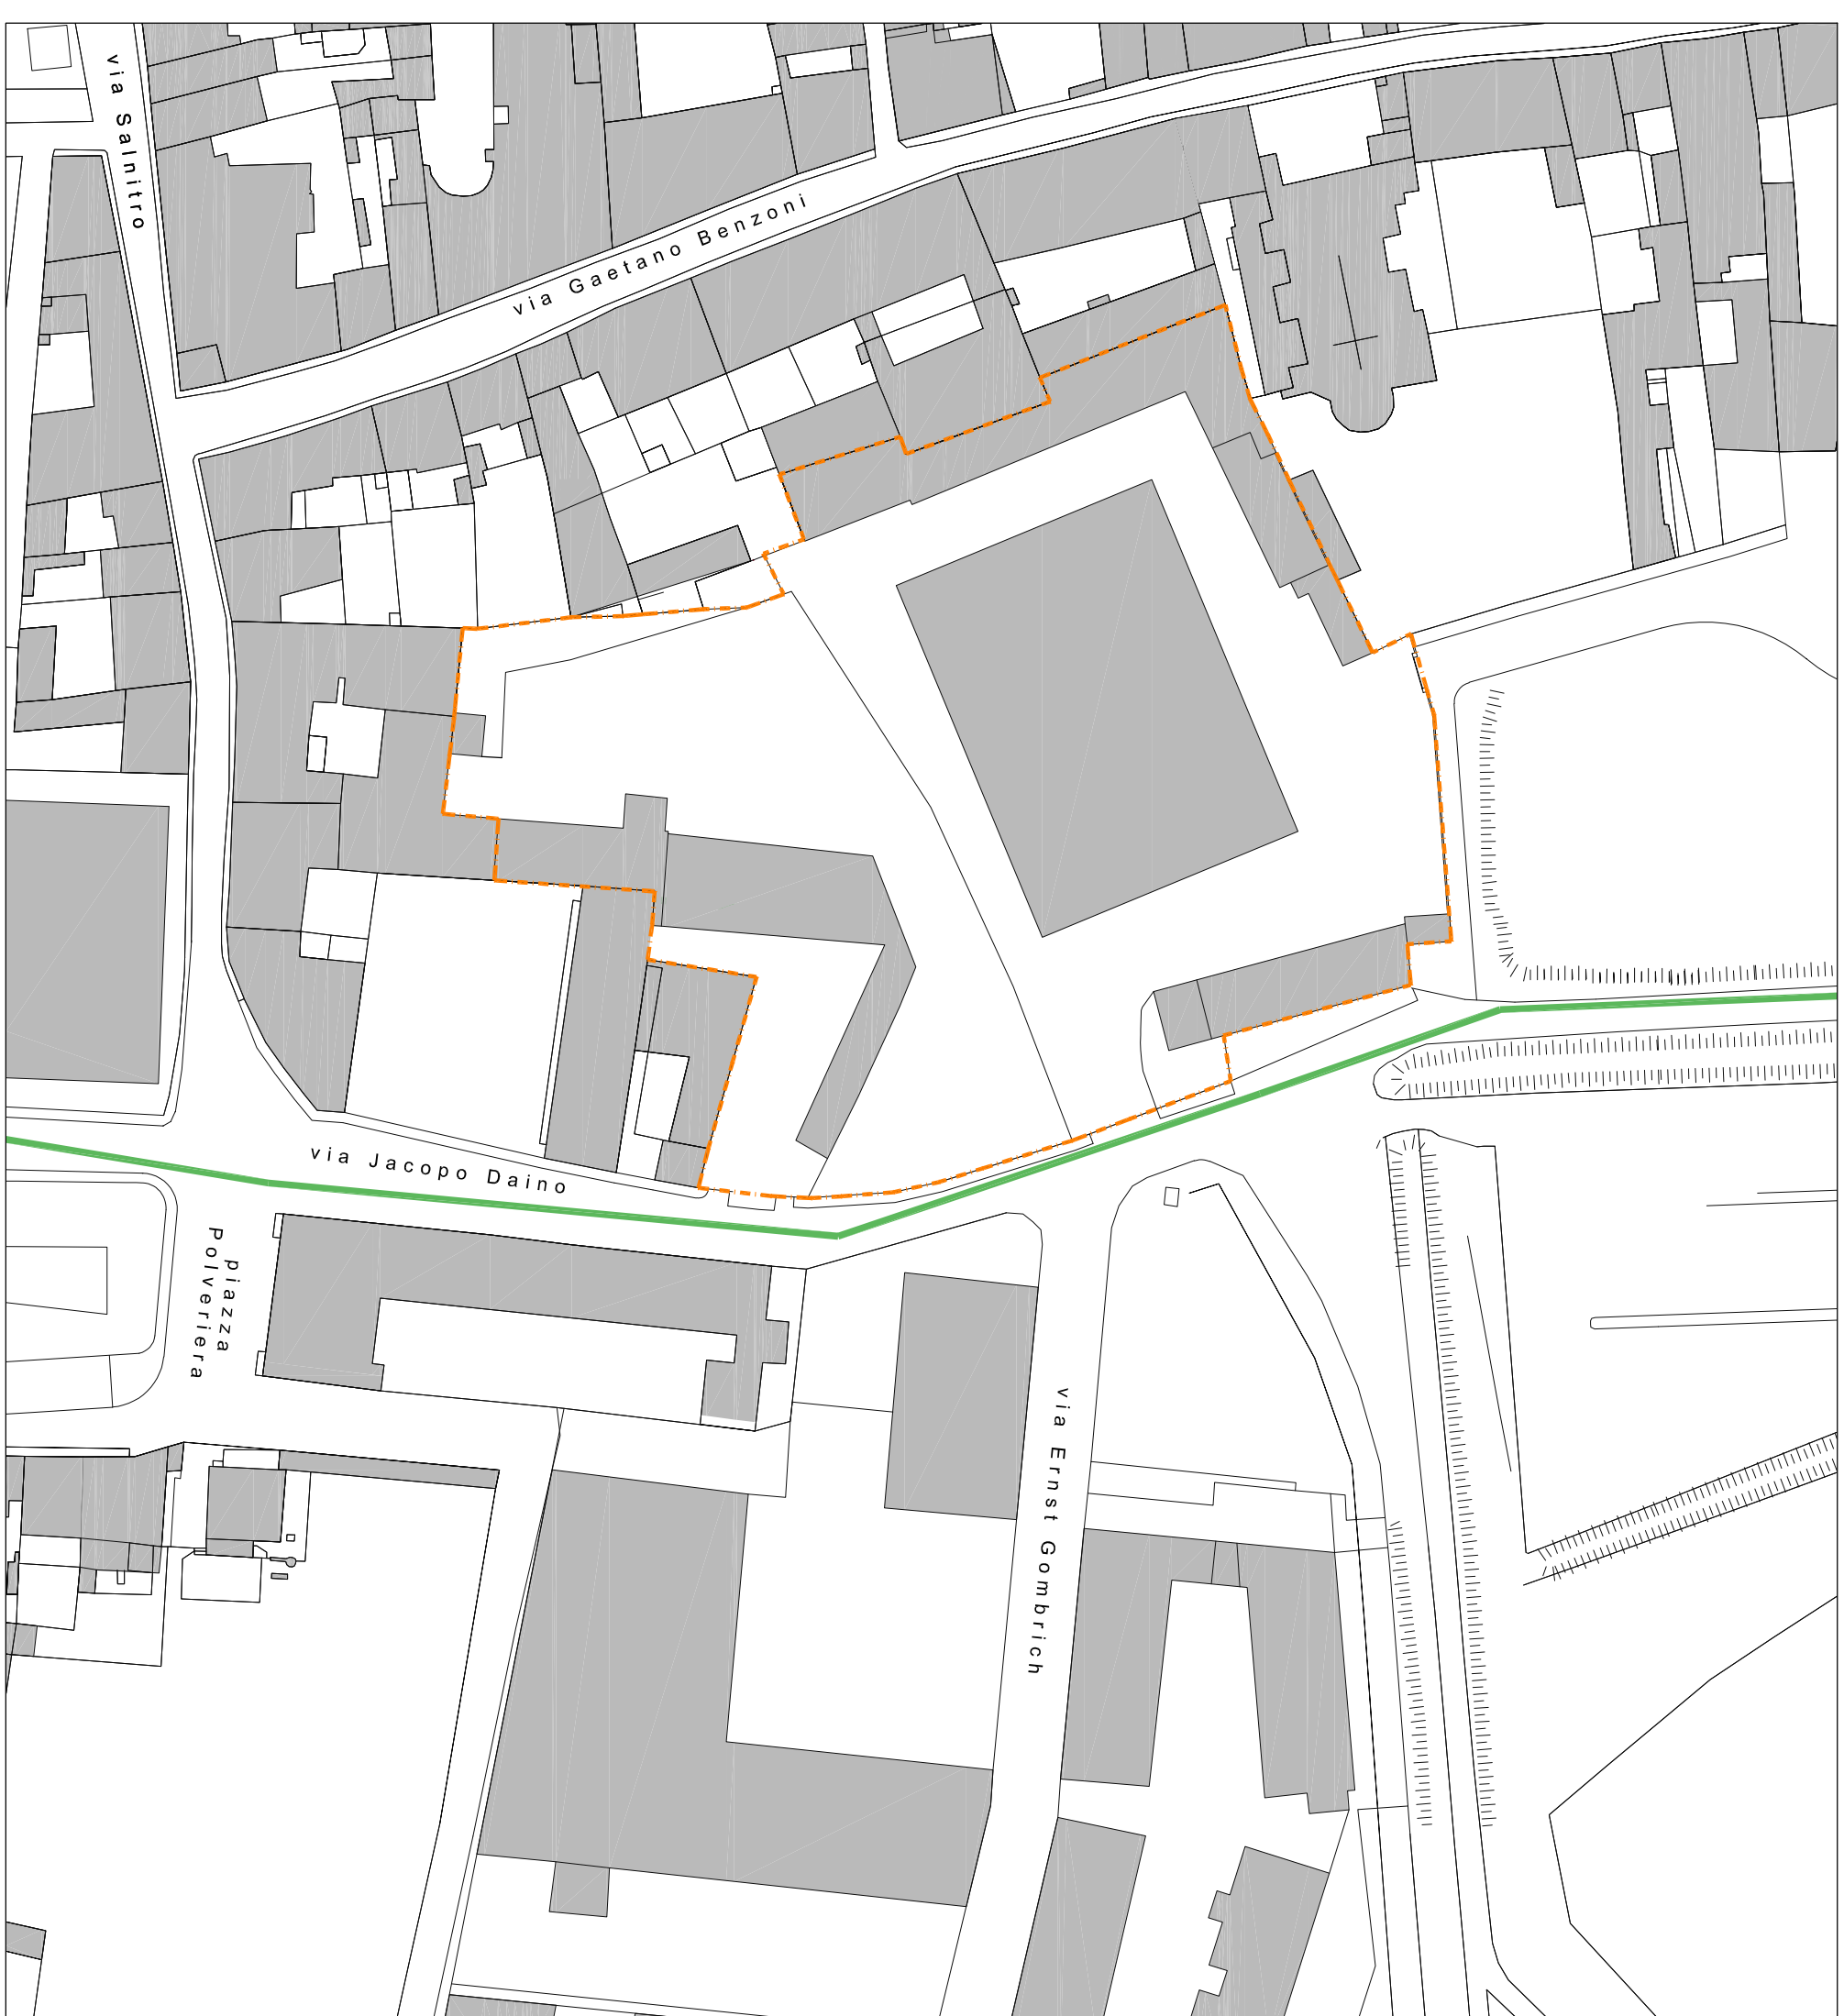 via Salnitro
via Gaetano Benzoni
via Jacopo Daino
piazza
Polveriera
via Ernst Gombrich